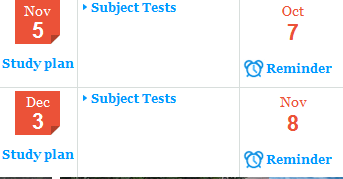 Nov
5
Study plan
Subject Tests
Oct
7
Reminder
Dec
3
Study plan
Subject Tests
Nov
8
Reminder